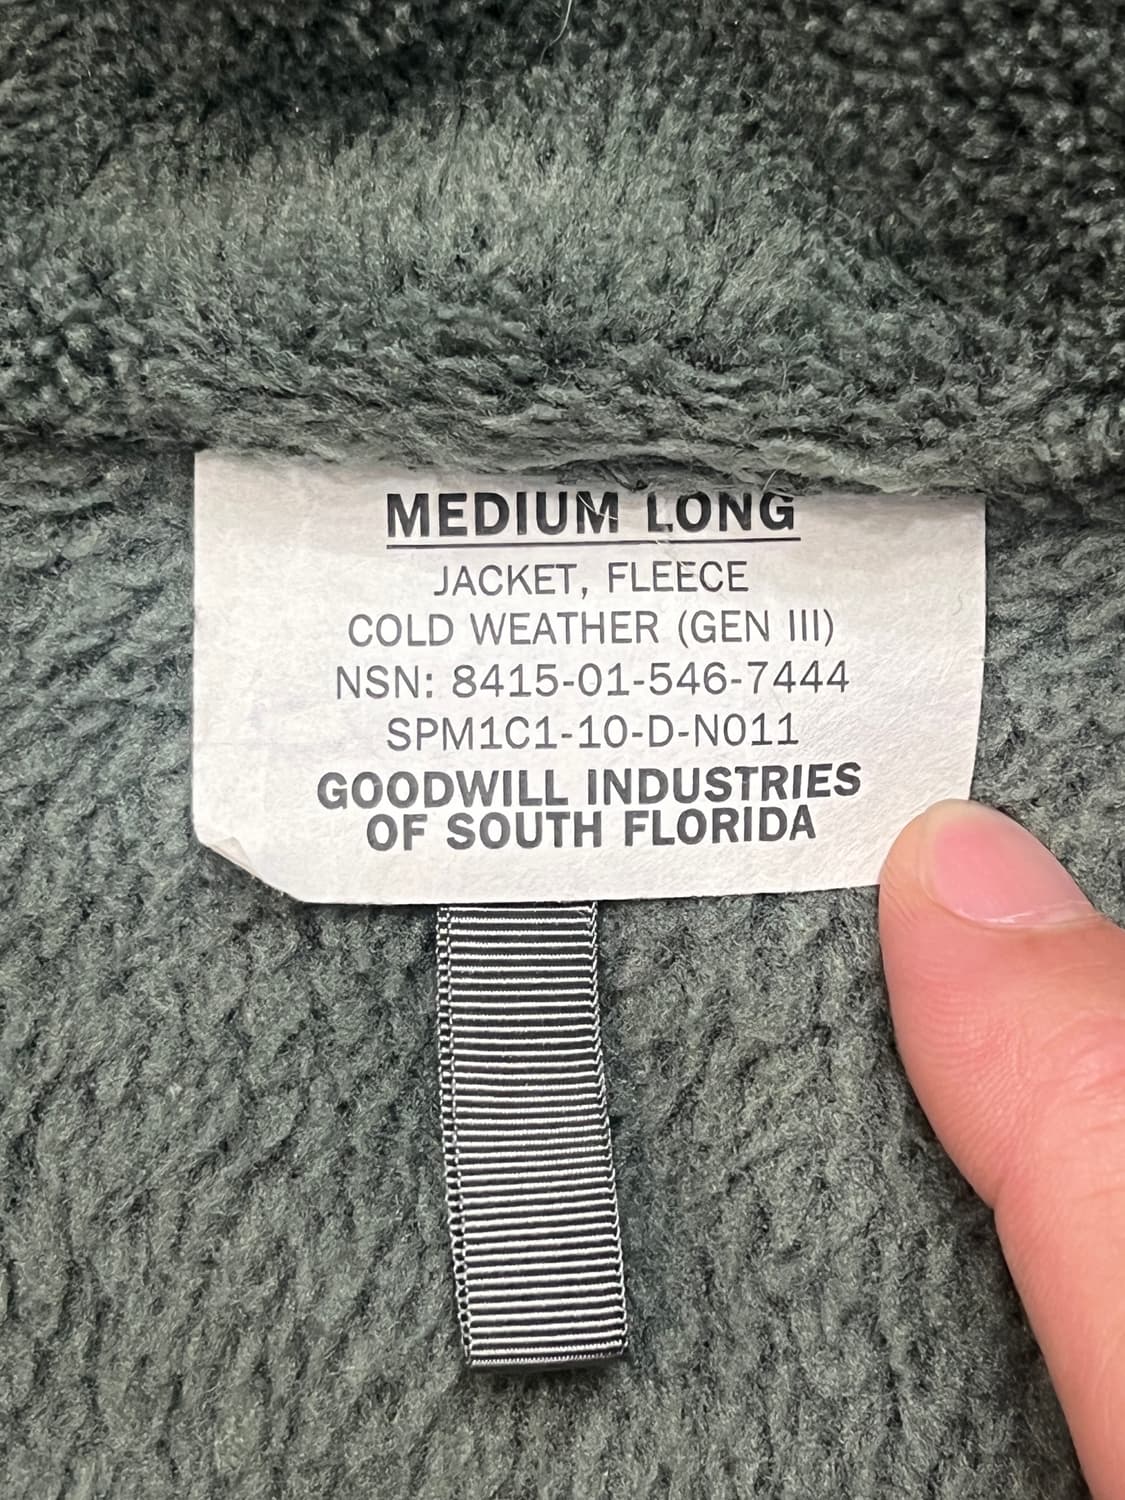 MEDIUM LONG
JACKET, FLEECE
COLD WEATHER (GEN III)
NSN: 8415-01-546-7444
SPM1C1-10-D-N011
GOODWILL INDUSTRIES
OF SOUTH FLORIDA